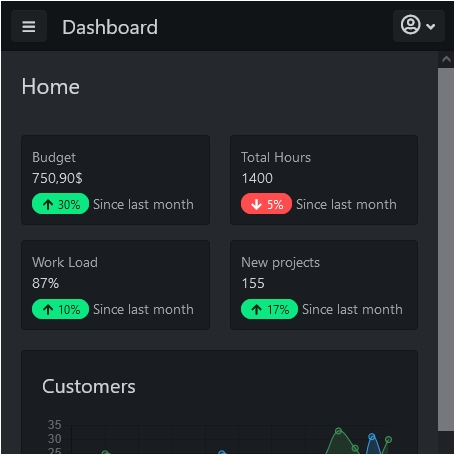 Dashboard
Home
Budget
750,90$
30% Since last month
Total Hours
1400
5% Since last month
Work Load
87%
10% Since last month
New projects
155
17% Since last month
Customers
35
30
25